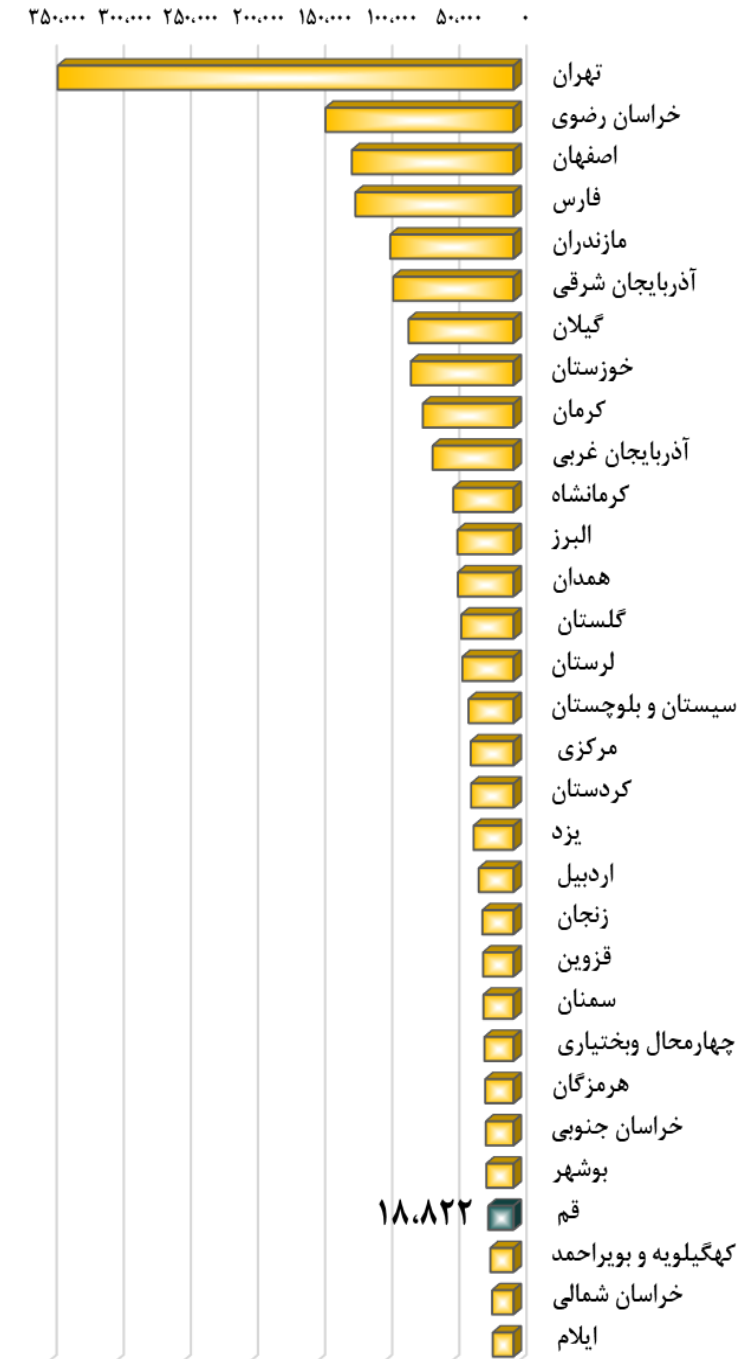 ۳۵۰،۰۰۰ ۳۰۰،۰۰۰ ۲۵۰،۰۰۰ ۲۰۰،۰۰۰ ۱۵۰،۰۰۰ ۱۰۰،۰۰۰ ۵۰،۰۰۰ ۰
تهران
خراسان رضوی
اصفهان
فارس
مازندران
آذربایجان شرقی
گیلان
خوزستان
کرمان
آذربایجان غربی
کرمانشاه
البرز
همدان
گلستان
لرستان
سیستان و بلوچستان
مرکزی
کردستان
یزد
اردبیل
زنجان
قزوین
سمنان
چهارمحال وبختیاری
هرمزگان
خراسان جنوبی
بوشهر
قم ۱۸،۸۲۲
کهگیلویه و بویراحمد
خراسان شمالی
ایلام